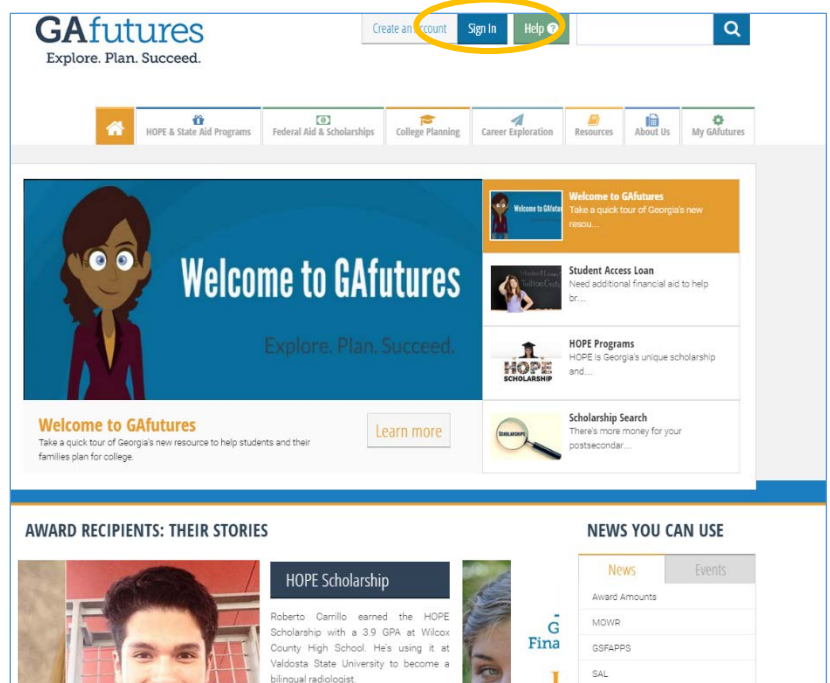 GAfutures
Explore. Plan. Succeed.
Create an account
Sign In
Help ?
HOPE & State Aid Programs
Federal Aid & Scholarships
College Planning
Career Exploration
Resources
About Us
My GAfutures
Welcome to GAfutures
Explore. Plan. Succeed.
Welcome to GAfutures
Take a quick tour of Georgia's new resource to help students and their
families plan for college.
Learn more
Welcome to GAfutures
Take a quick tour of Georgia's new
resou...
Student Access Loan
Need additional financial aid to help
br...
HOPE
SCHOLARSHIP
HOPE Programs
HOPE is Georgia's unique scholarship
and...
Scholarship Search
There's more money for your
postsecondar...
AWARD RECIPIENTS: THEIR STORIES
HOPE Scholarship
Roberto Carrillo earned the HOPE
Scholarship with a 3.9 GPA at Wilcox
County High School. He's using it at
Valdosta State University to become a
bilingual radiologist.
G
Fina
NEWS YOU CAN USE
News
Events
Award Amounts
MOWR
GSFAPPS
SAL